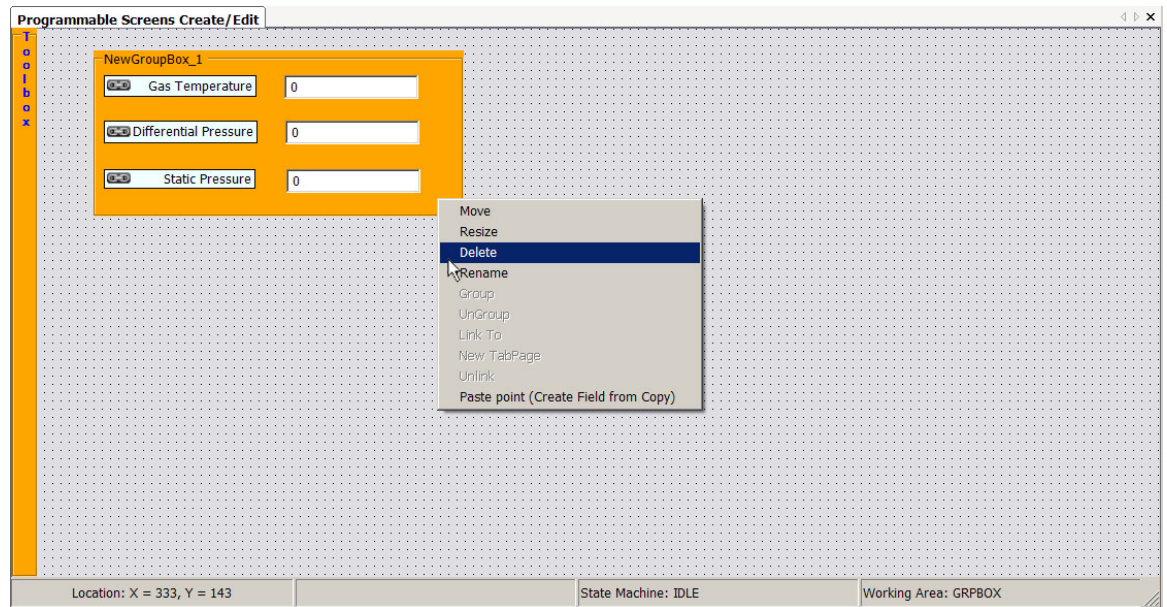 Programmable Screens Create/Edit
Toolbox
NewGroupBox_1
Gas Temperature 0
Differential Pressure 0
Static Pressure 0
Move
Resize
Delete
Rename
Group
UnGroup
Link To
New TabPage
Unlink
Paste point (Create Field from Copy)
Location: X = 333, Y = 143 State Machine: IDLE Working Area: GRPBOX